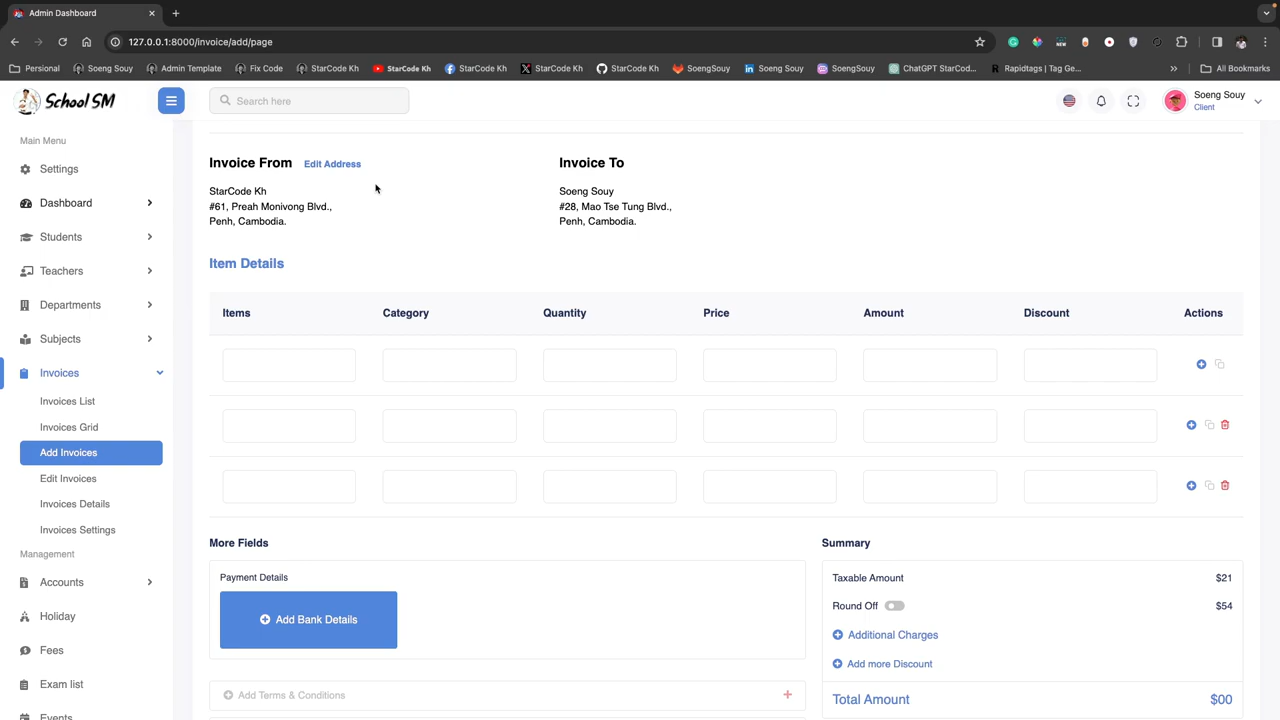 Admin Dashboard
127.0.0.1:8000/invoice/add/page
Personal
Soeng Souy
Admin Template
Fix Code
StarCode Kh
StarCode Kh
StarCode Kh
StarCode Kh
StarCode Kh
SoengSouy
Soeng Souy
SoengSouy
ChatGPT StarCod...
Rapidtags | Tag Ge...
»
All Bookmarks
School SM
Search here
Soeng Souy
Client
Main Menu
Settings
Dashboard
Students
Teachers
Departments
Subjects
Invoices
Invoices List
Invoices Grid
Add Invoices
Edit Invoices
Invoices Details
Invoices Settings
Management
Accounts
Holiday
Fees
Exam list
Events
Invoice From Edit Address
StarCode Kh
#61, Preah Monivong Blvd.,
Penh, Cambodia.
Invoice To
Soeng Souy
#28, Mao Tse Tung Blvd.,
Penh, Cambodia.
Item Details
Items Category Quantity Price Amount Discount Actions
More Fields
Payment Details
Add Bank Details
Add Terms & Conditions
Summary
Taxable Amount $21
Round Off $54
Additional Charges
Add more Discount
Total Amount $00